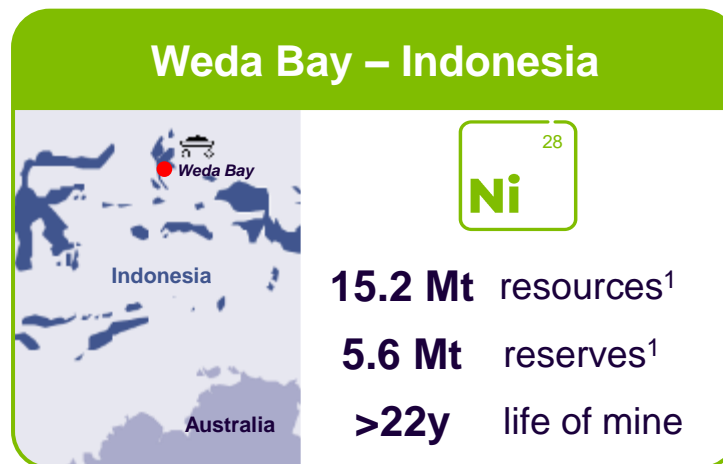 Weda Bay – Indonesia
Weda Bay
Indonesia
Australia
28
Ni
15.2 Mt resources¹
5.6 Mt reserves¹
>22y life of mine